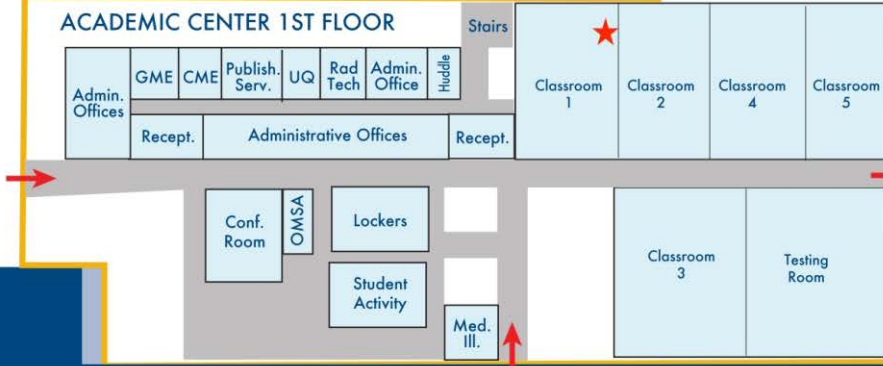 ACADEMIC CENTER 1ST FLOOR
Stairs
Admin.
Offices
GME
CME
Publish.
Serv.
UQ
Rad
Tech
Admin.
Office
Huddle
Recept.
Administrative Offices
Recept.
Classroom
1
Classroom
2
Classroom
4
Classroom
5
Conf.
Room
OMSA
Lockers
Student
Activity
Med.
Ill.
Classroom
3
Testing
Room